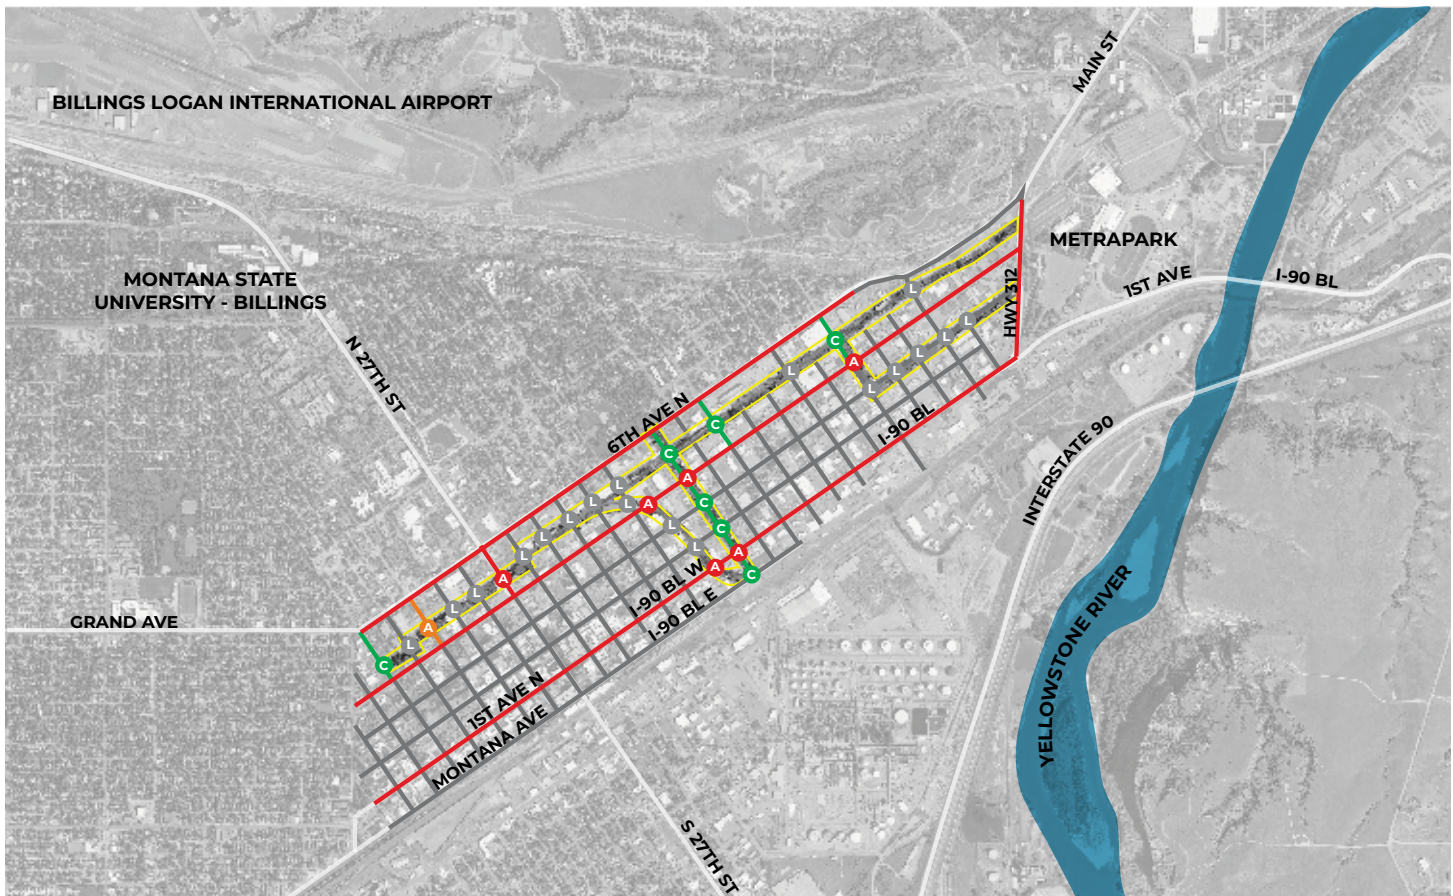 MAIN ST
BILLINGS LOGAN INTERNATIONAL AIRPORT
METRAPARK
MONTANA STATE
UNIVERSITY - BILLINGS
1ST AVE
I-90 BL
HWY 312
L
L
L
C
N 27TH ST
A
L
L
L
L
6TH AVE N
C
I-90 BL
INTERSTATE 90
C
A
L
L
L
A
C
L
L
L
C
L
L
A
A
A
C
L
I-90 BL W
L
I-90 BL E
YELLOWSTONE RIVER
GRAND AVE
A
L
C
1ST AVE N
MONTANA AVE
S 27TH ST